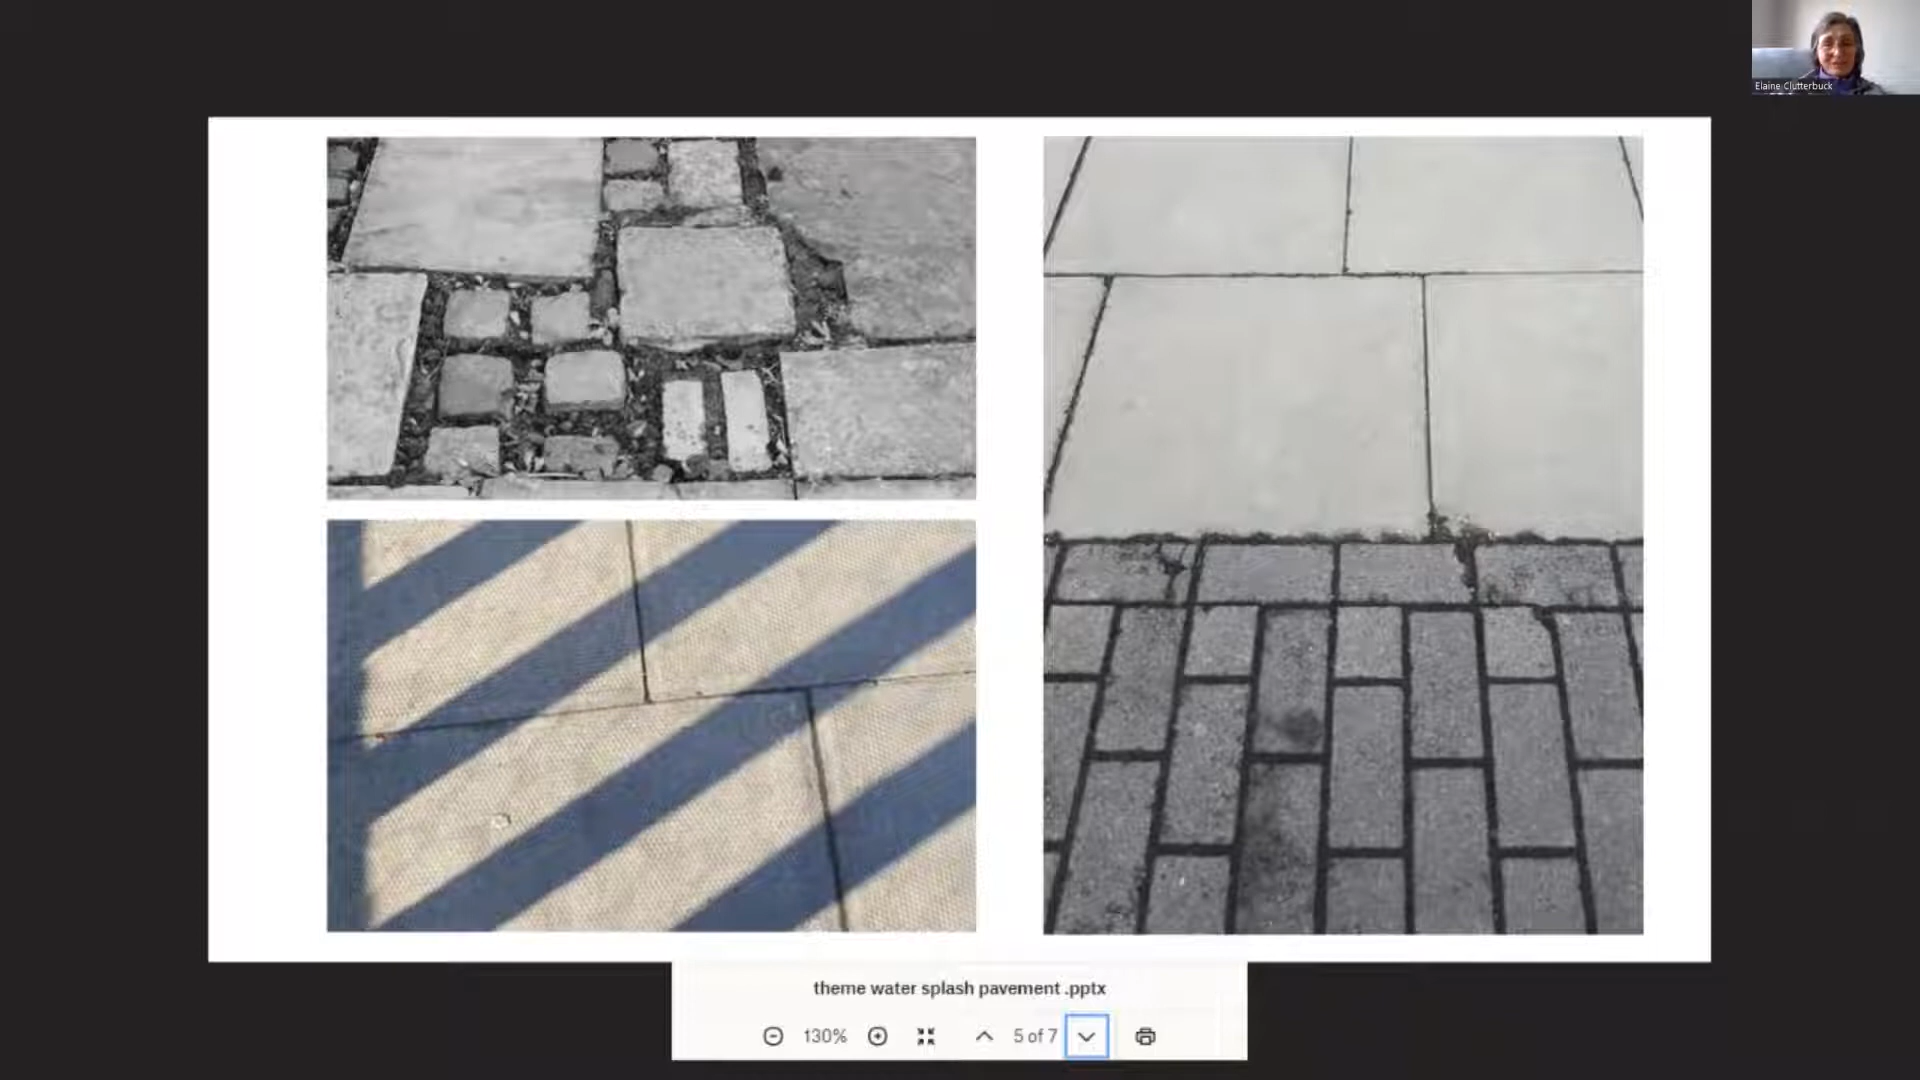 Elaine Clutterbuck
theme water splash pavement .pptx
130%
5 of 7